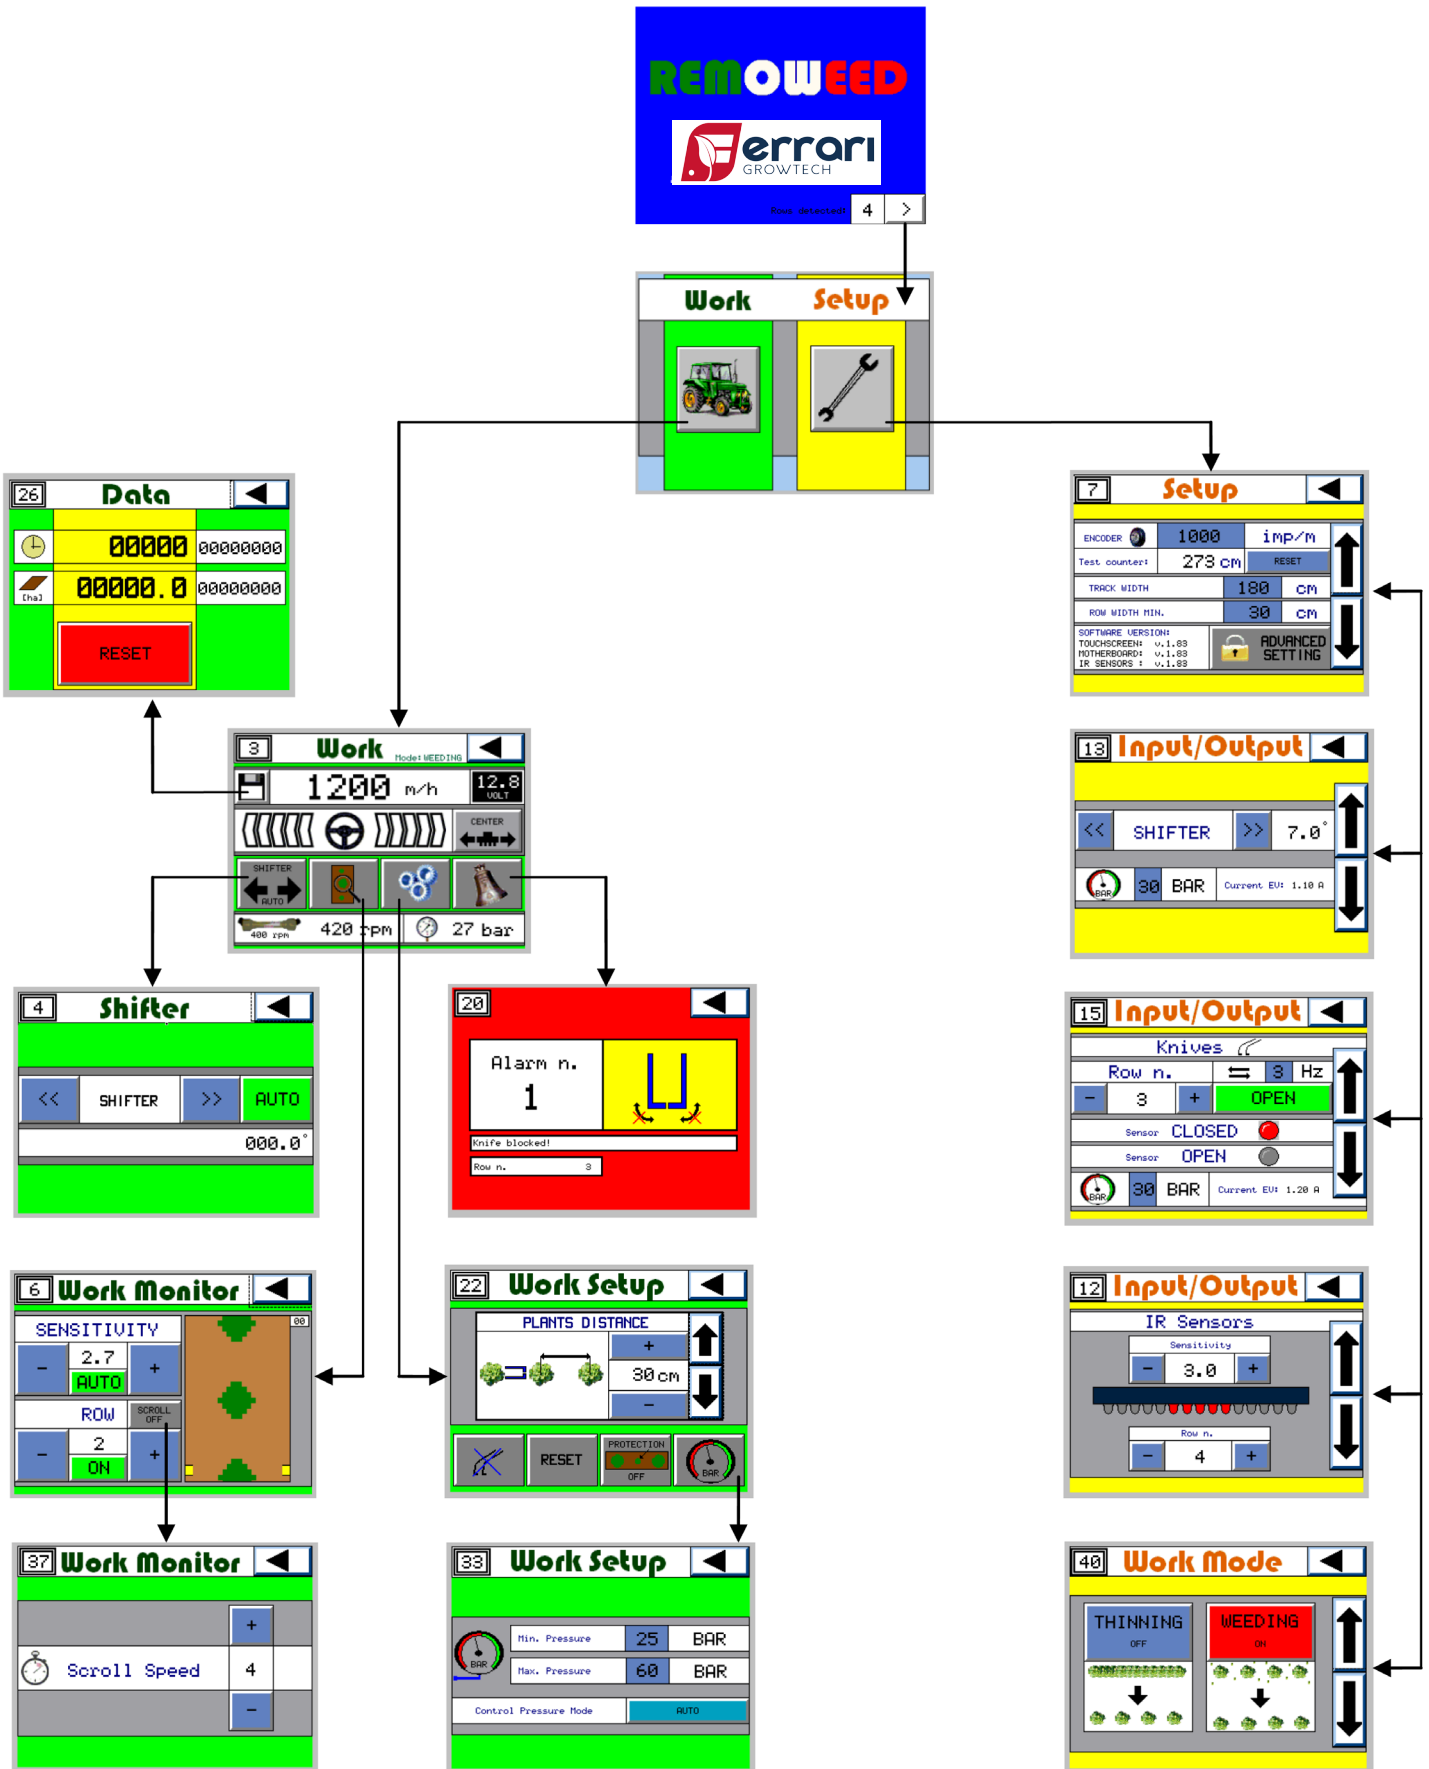 REMOWEED
Ferrari
GROWTECH
Rows detected: 4 >
Work Setup
26 Data
00000 00000000
[ha] 00000.0 00000000
RESET
7 Setup
ENCODER 1000 imp/m
Test counter: 273 cm RESET
TRACK WIDTH 180 cm
ROW WIDTH MIN. 30 cm
SOFTWARE VERSION:
TOUCHSCREEN: v.1.83
MOTHERBOARD: v.1.83
IR SENSORS : v.1.83
ADVANCED
SETTING
3 Work Mode: WEEDING
1200 m/h 12.8
VOLT
CENTER
SHIFTER
AUTO
400 rpm 420 rpm 27 bar
13 Input/Output
<< SHIFTER >> 7.0°
BAR 30 BAR Current EV: 1.10 A
4 Shifter
<< SHIFTER >> AUTO
000.0°
20
Alarm n.
1
Knife blocked!
Row n. 3
15 Input/Output
Knives
Row n. 3 Hz
- 3 + OPEN
Sensor CLOSED
Sensor OPEN
BAR 30 BAR Current EV: 1.20 A
6 Work Monitor
SENSITIVITY 00
- 2.7 +
AUTO
ROW SCROLL
OFF
- 2 +
ON
22 Work Setup
PLANTS DISTANCE
+
30 cm
-
RESET PROTECTION
OFF
BAR
12 Input/Output
IR Sensors
Sensitivity
- 3.0 +
Row n.
- 4 +
37 Work Monitor
+
Scroll Speed 4
-
33 Work Setup
BAR
Min. Pressure 25 BAR
Max. Pressure 60 BAR
Control Pressure Mode AUTO
40 Work Mode
THINNING WEEDING
OFF ON